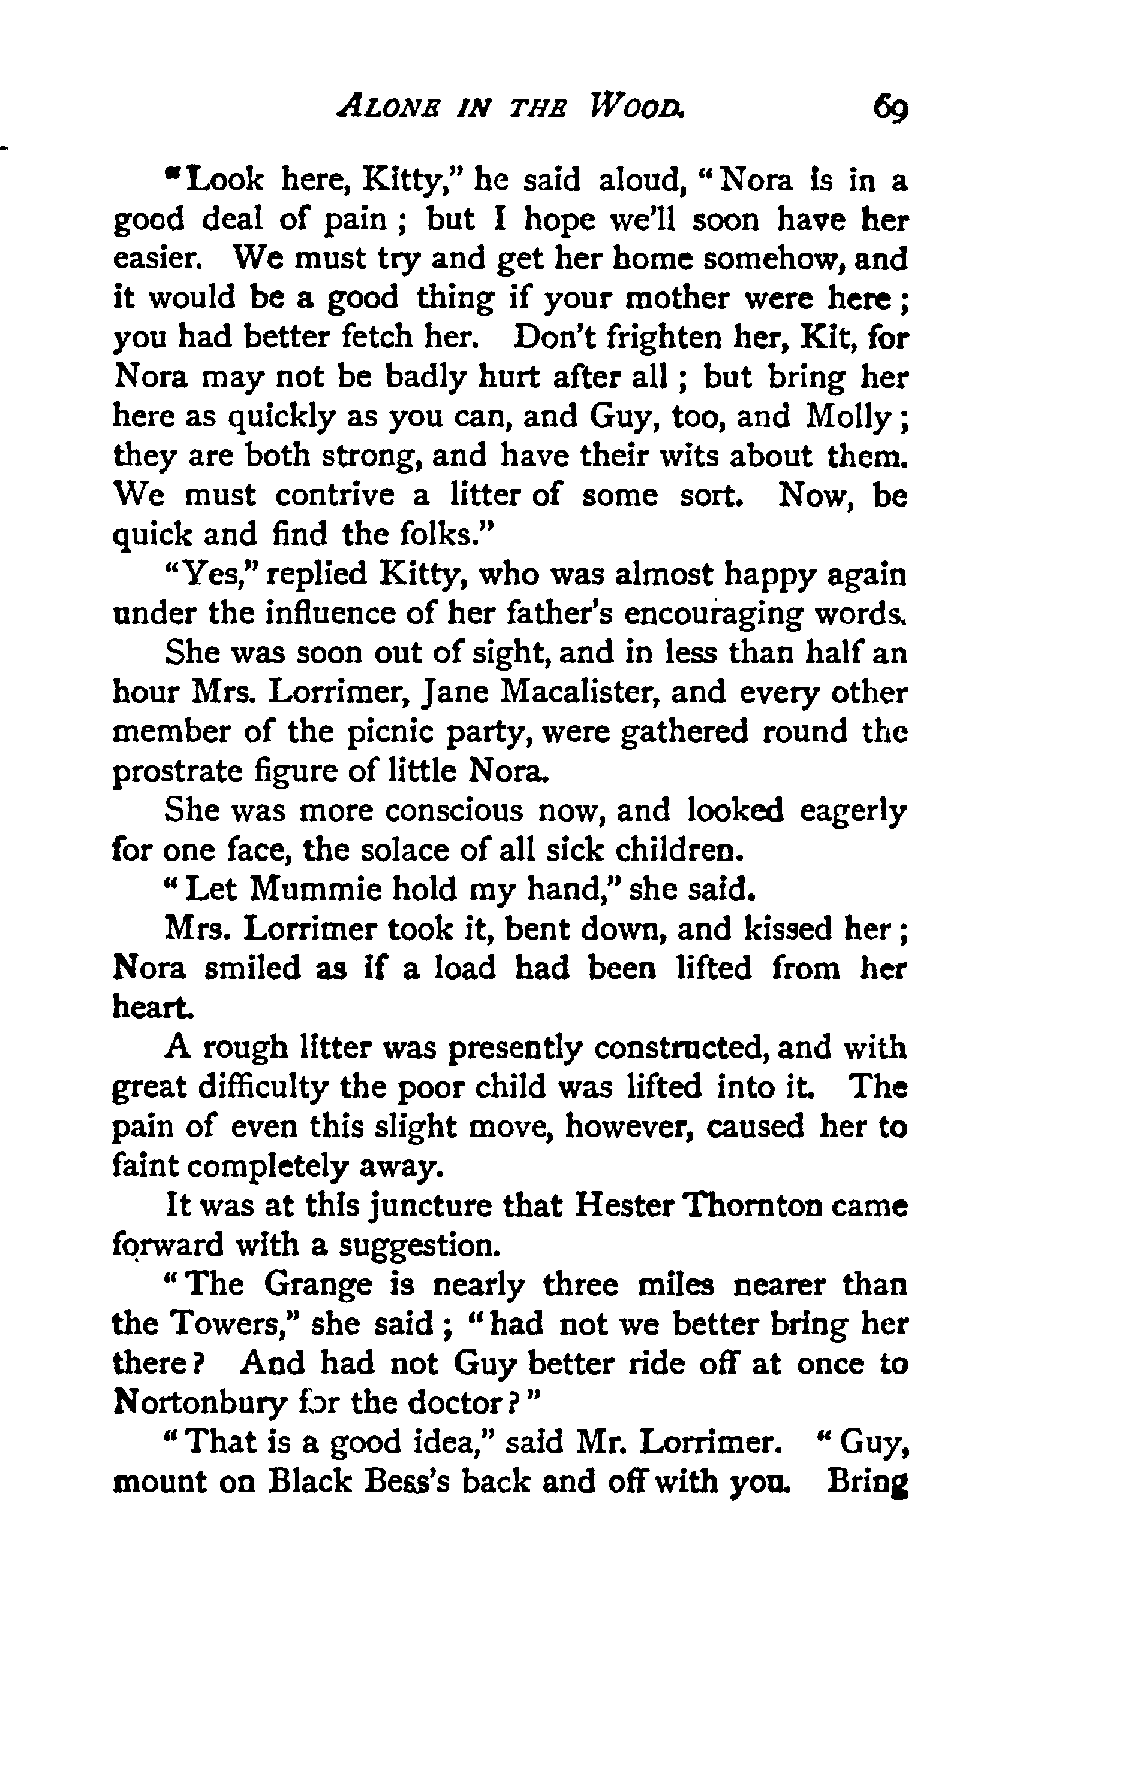 ALONE IN THE WOOD. 69
"Look here, Kitty," he said aloud, "Nora is in a
good deal of pain ; but I hope we'll soon have her
easier. We must try and get her home somehow, and
it would be a good thing if your mother were here ;
you had better fetch her. Don't frighten her, Kit, for
Nora may not be badly hurt after all ; but bring her
here as quickly as you can, and Guy, too, and Molly ;
they are both strong, and have their wits about them.
We must contrive a litter of some sort. Now, be
quick and find the folks."
"Yes," replied Kitty, who was almost happy again
under the influence of her father's encouraging words.
She was soon out of sight, and in less than half an
hour Mrs. Lorrimer, Jane Macalister, and every other
member of the picnic party, were gathered round the
prostrate figure of little Nora.
She was more conscious now, and looked eagerly
for one face, the solace of all sick children.
"Let Mummie hold my hand," she said.
Mrs. Lorrimer took it, bent down, and kissed her ;
Nora smiled as if a load had been lifted from her
heart.
A rough litter was presently constructed, and with
great difficulty the poor child was lifted into it. The
pain of even this slight move, however, caused her to
faint completely away.
It was at this juncture that Hester Thornton came
forward with a suggestion.
"The Grange is nearly three miles nearer than
the Towers," she said ; "had not we better bring her
there? And had not Guy better ride off at once to
Nortonbury for the doctor?"
"That is a good idea," said Mr. Lorrimer. "Guy,
mount on Black Bess's back and off with you. Bring